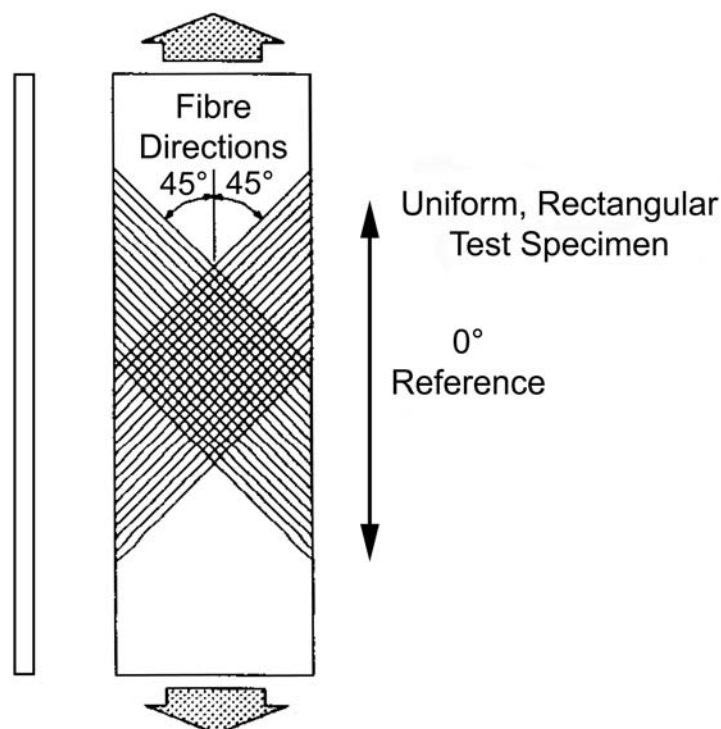 Fibre
Directions
45° 45°
Uniform, Rectangular
Test Specimen
0°
Reference